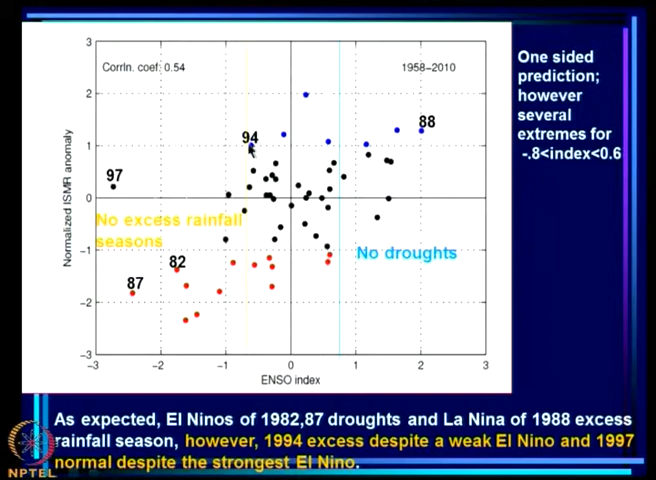 Corrln. coef: 0.54
1958-2010
One sided
prediction;
however
several
extremes for
-.8<index<0.6
3
2
1
0
-1
-2
-3
Normalized ISMR anomaly
94
88
97
No excess rainfall
seasons
No droughts
82
87
-3 -2 -1 0 1 2 3
ENSO index
As expected, El Ninos of 1982,87 droughts and La Nina of 1988 excess
rainfall season, however, 1994 excess despite a weak El Nino and 1997
normal despite the strongest El Nino.
NPTEL